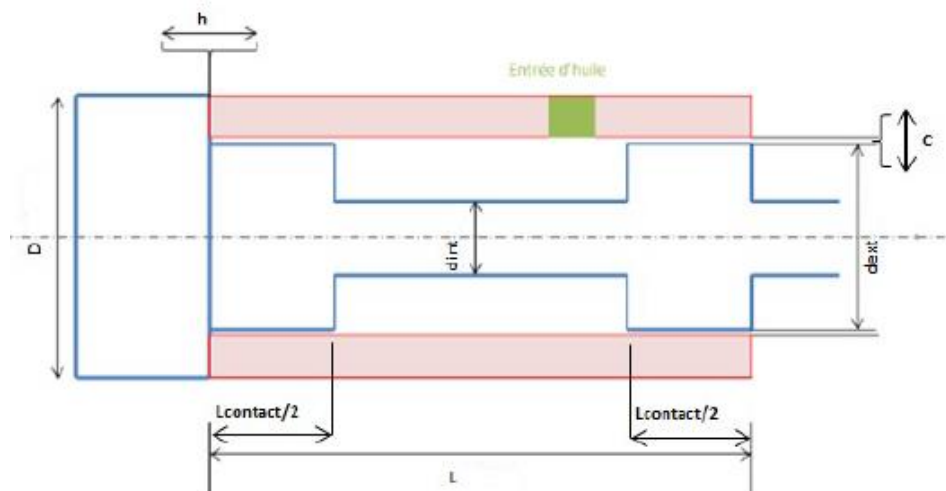 h
Entrée d'huile
C
D
dint
dext
Lcontact/2
Lcontact/2
L